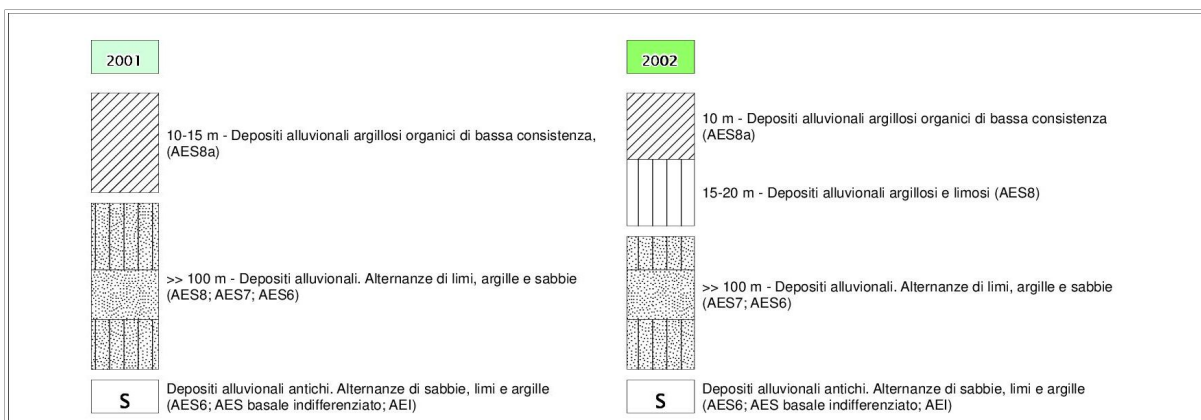 2001
10-15 m - Depositi alluvionali argillosi organici di bassa consistenza,
(AES8a)
>> 100 m - Depositi alluvionali. Alternanze di limi, argille e sabbie
(AES8; AES7; AES6)
S
Depositi alluvionali antichi. Alternanze di sabbie, limi e argille
(AES6; AES basale indifferenziato; AEI)
2002
10 m - Depositi alluvionali argillosi organici di bassa consistenza
(AES8a)
15-20 m - Depositi alluvionali argillosi e limosi (AES8)
>> 100 m - Depositi alluvionali. Alternanze di limi, argille e sabbie
(AES7; AES6)
S
Depositi alluvionali antichi. Alternanze di sabbie, limi e argille
(AES6; AES basale indifferenziato; AEI)